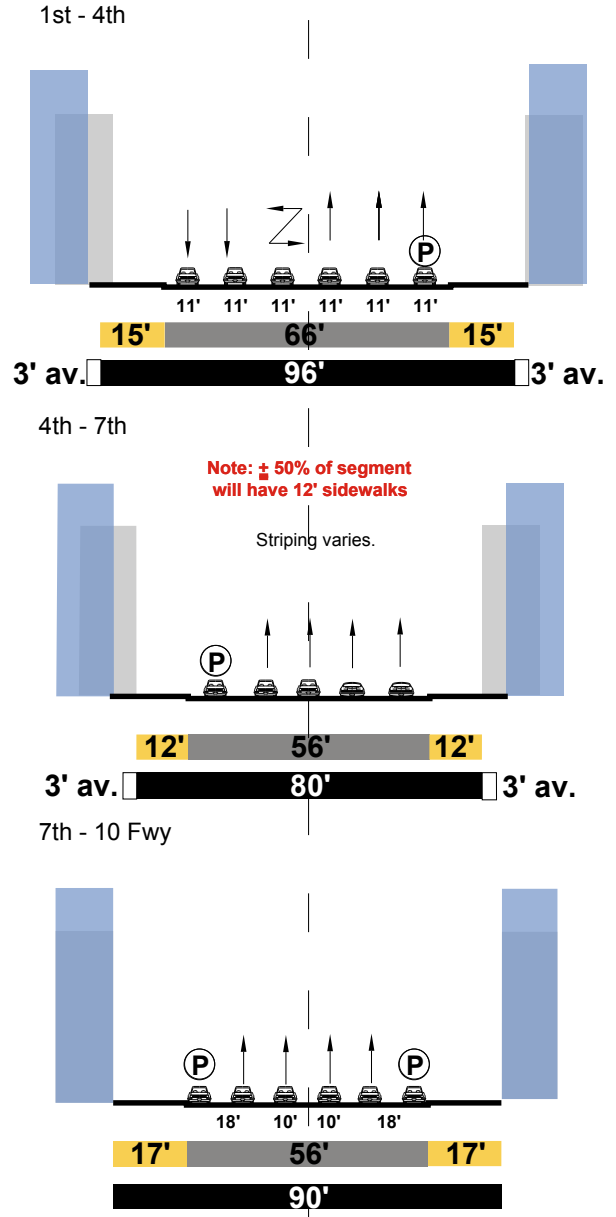 1st - 4th
P
11' 11' 11' 11' 11' 11'
15' 66' 15'
3' av. 96' 3' av.
4th - 7th
Note: ± 50% of segment
will have 12' sidewalks
Striping varies.
P
12' 56' 12'
3' av. 80' 3' av.
7th - 10 Fwy
P P
18' 10' 10' 18'
17' 56' 17'
90'